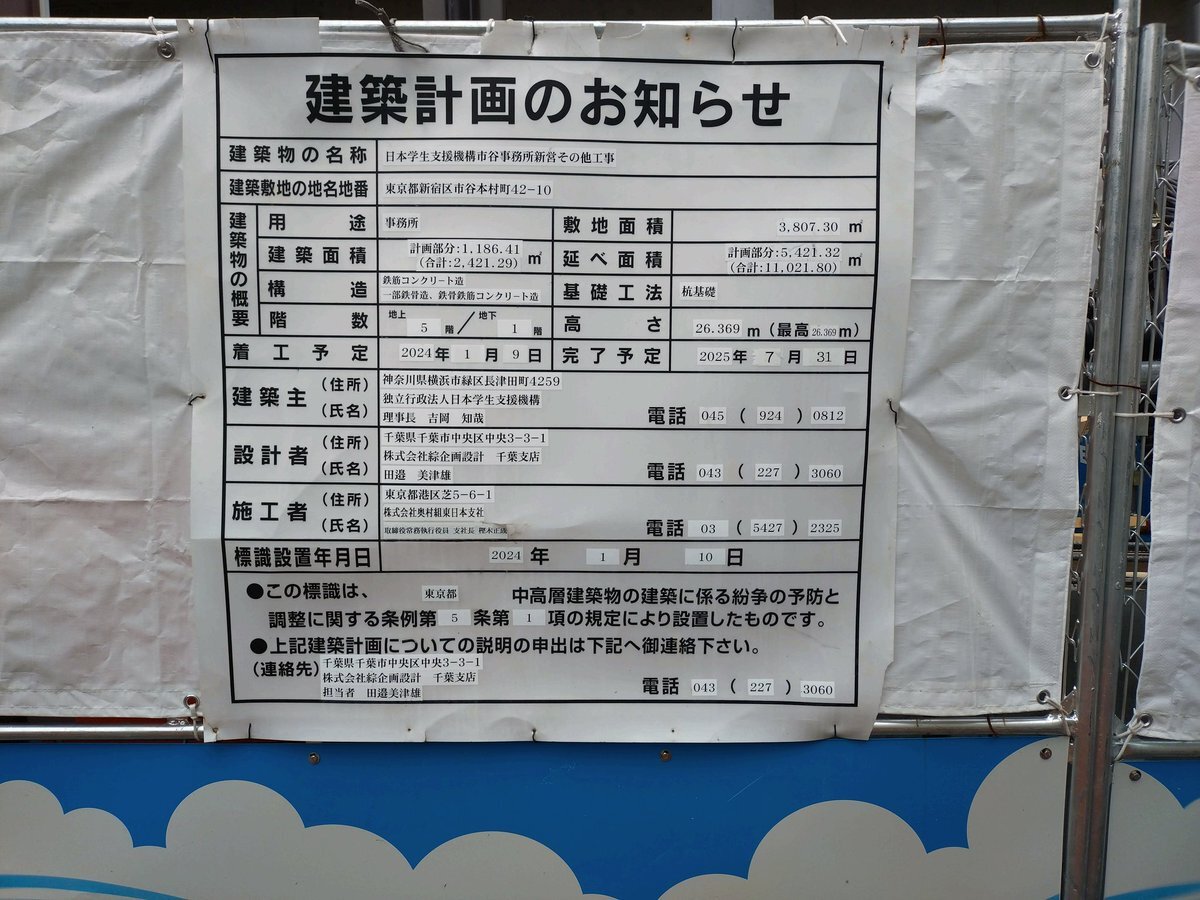 建築計画のお知らせ
建築物の名称 日本学生支援機構市谷事務所新営その他工事
建築敷地の地名地番 東京都新宿区市谷本村町42-10
建築物の概要
用途 事務所 敷地面積 3,807.30 ㎡
建築面積 計画部分:1,186.41 (合計:2,421.29) ㎡ 延べ面積 計画部分:5,421.32 (合計:11,021.80) ㎡
構造 鉄筋コンクリート造 一部鉄骨造、鉄骨鉄筋コンクリート造 基礎工法 杭基礎
階数 地上 5 階/地下 1 階 高さ 26.369 m (最高 26.369 m)
着工予定 2024年 1月 9日 完了予定 2025年 7月 31日
建築主 (住所) 神奈川県横浜市緑区長津田町4259
独立行政法人日本学生支援機構
(氏名) 理事長 吉岡 知哉 電話 045 (924) 0812
設計者 (住所) 千葉県千葉市中央区中央3-3-1
株式会社綜企画設計 千葉支店
(氏名) 田邉 美津雄 電話 043 (227) 3060
施工者 (住所) 東京都港区芝5-6-1
株式会社奥村組東日本支社
(氏名) 取締役常務執行役員 支社長 樫木正成 電話 03 (5427) 2325
標識設置年月日 2024年 1月 10日
●この標識は、 東京都 中高層建築物の建築に係る紛争の予防と
調整に関する条例第 5 条第 1 項の規定により設置したものです。
●上記建築計画についての説明の申出は下記へ御連絡下さい。
(連絡先) 千葉県千葉市中央区中央3-3-1
株式会社綜企画設計 千葉支店
担当者 田邉美津雄 電話 043 (227) 3060